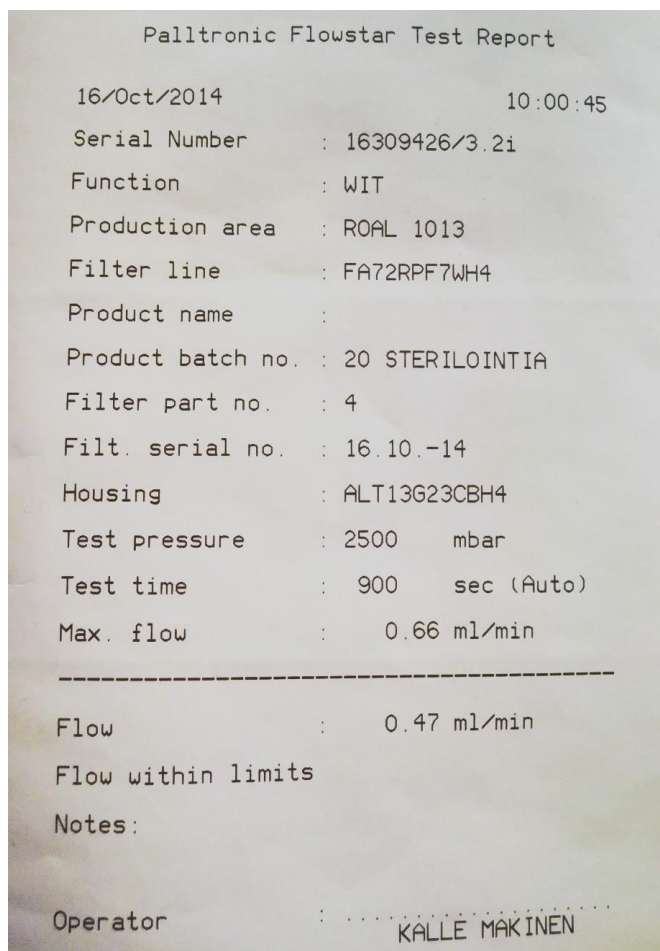 Palltronic Flowstar Test Report
16/Oct/2014 10:00:45
Serial Number : 16309426/3.2i
Function : WIT
Production area : ROAL 1013
Filter line : FA72RPF7WH4
Product name :
Product batch no. : 20 STERILOINTIA
Filter part no. : 4
Filt. serial no. : 16.10.-14
Housing : ALT13G23CBH4
Test pressure : 2500 mbar
Test time : 900 sec (Auto)
Max. flow : 0.66 ml/min
----------------------------------------
Flow : 0.47 ml/min
Flow within limits
Notes:
Operator : ....................
KALLE MAKINEN